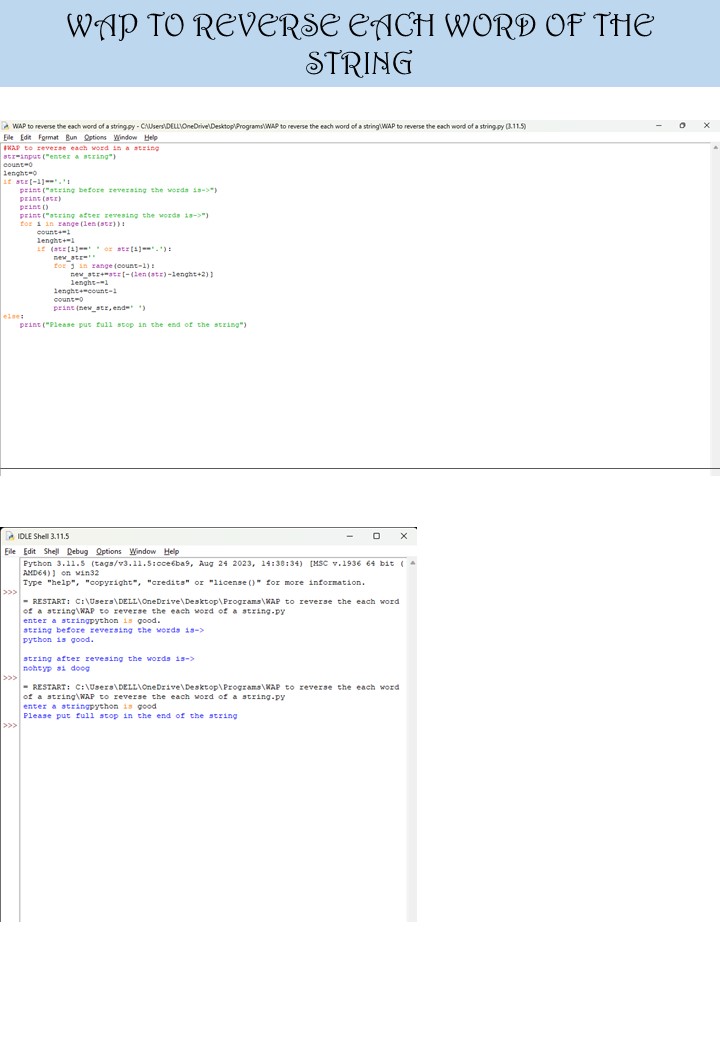 WAP TO REVERSE EACH WORD OF THE
STRING
WAP to reverse the each word of a string.py - C:\Users\DELL\OneDrive\Desktop\Programs\WAP to reverse the each word of a string\WAP to reverse the each word of a string.py (3.11.5)
File Edit Format Run Options Window Help
#WAP to reverse each word in a string
str=input("enter a string")
count=0
lenght=0
if str[-1]=='.':
    print("string before reversing the words is->")
    print(str)
    print()
    print("string after revesing the words is->")
    for i in range(len(str)):
        count+=1
        lenght+=1
        if (str[i]==' ' or str[i]=='.'):
            new_str=''
            for j in range(count-1):
                new_str+=str[-(len(str)-lenght+2)]
                lenght-=1
            lenght+=count-1
            count=0
            print(new_str,end=' ')
else:
    print("Please put full stop in the end of the string")
IDLE Shell 3.11.5
File Edit Shell Debug Options Window Help
Python 3.11.5 (tags/v3.11.5:cce6ba9, Aug 24 2023, 14:38:34) [MSC v.1936 64 bit (
AMD64)] on win32
Type "help", "copyright", "credits" or "license()" for more information.
>>>
= RESTART: C:\Users\DELL\OneDrive\Desktop\Programs\WAP to reverse the each word
of a string\WAP to reverse the each word of a string.py
enter a stringpython is good.
string before reversing the words is->
python is good.

string after revesing the words is->
nohtyp si doog
>>>
= RESTART: C:\Users\DELL\OneDrive\Desktop\Programs\WAP to reverse the each word
of a string\WAP to reverse the each word of a string.py
enter a stringpython is good
Please put full stop in the end of the string
>>>